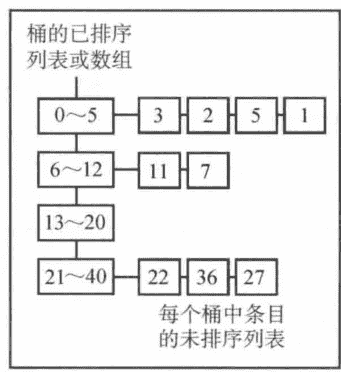 桶的已排序
列表或数组
0～5 3 2 5 1
6～12 11 7
13～20
21～40 22 36 27
每个桶中条目
的未排序列表